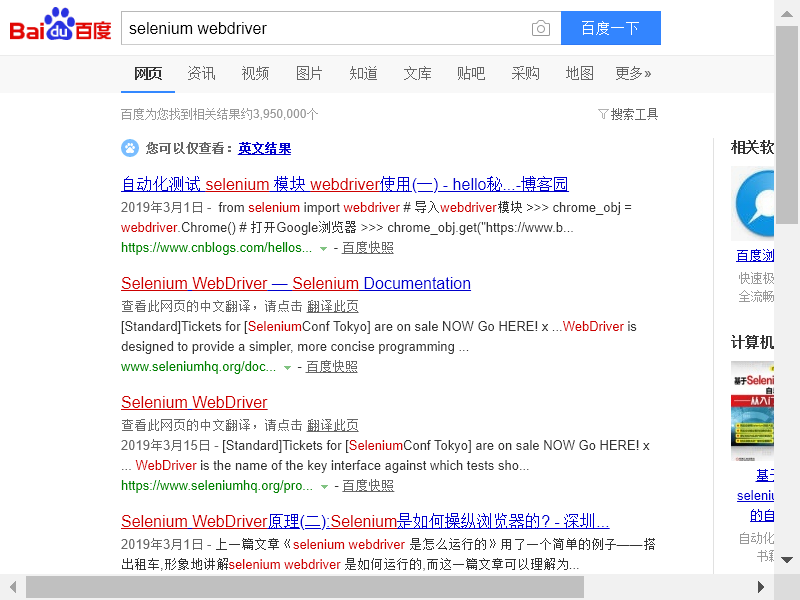 Bai du 百度 selenium webdriver 百度一下
网页 资讯 视频 图片 知道 文库 贴吧 采购 地图 更多»
百度为您找到相关结果约3,950,000个 搜索工具
您可以仅查看：英文结果
自动化测试 selenium 模块 webdriver使用(一) - hello秘...-博客园
2019年3月1日 - from selenium import webdriver # 导入webdriver模块 >>> chrome_obj =
webdriver.Chrome() # 打开Google浏览器 >>> chrome_obj.get("https://www.b...
https://www.cnblogs.com/hellos... - 百度快照
Selenium WebDriver — Selenium Documentation
查看此网页的中文翻译，请点击 翻译此页
[Standard]Tickets for [SeleniumConf Tokyo] are on sale NOW Go HERE! x ...WebDriver is
designed to provide a simpler, more concise programming ...
www.seleniumhq.org/doc... - 百度快照
Selenium WebDriver
查看此网页的中文翻译，请点击 翻译此页
2019年3月15日 - [Standard]Tickets for [SeleniumConf Tokyo] are on sale NOW Go HERE! x
... WebDriver is the name of the key interface against which tests sho...
https://www.seleniumhq.org/pro... - 百度快照
Selenium WebDriver原理(二):Selenium是如何操纵浏览器的? - 深圳...
2019年3月1日 - 上一篇文章《selenium webdriver 是怎么运行的》用了一个简单的例子——搭
出租车,形象地讲解selenium webdriver 是如何运行的,而这一篇文章可以理解为...
相关软
百度浏
快速极
全流畅
计算机
基于Seleni
自动
——从入门
基于
seleniu
的自
自动化
书籍